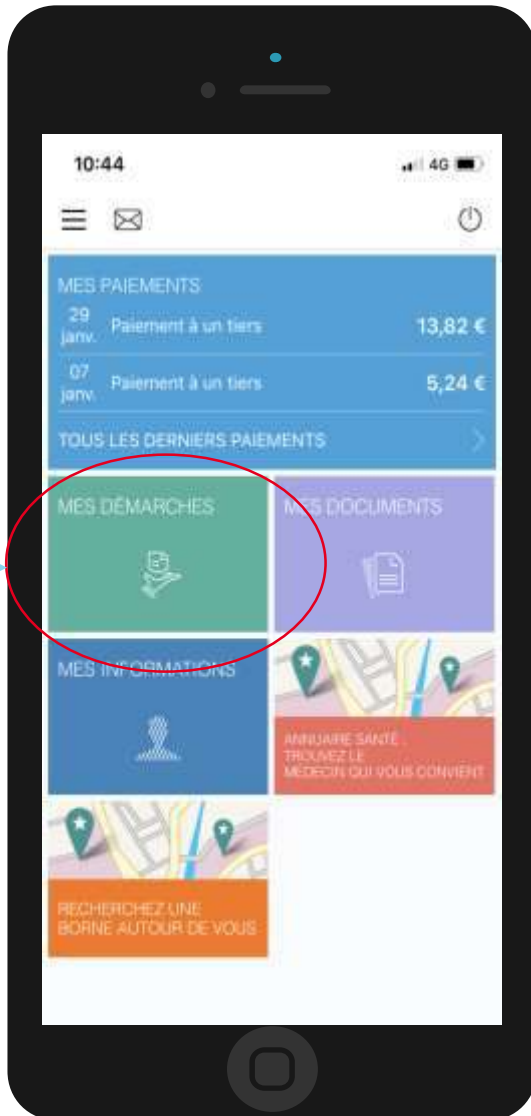 10:44
4G
MES PAIEMENTS
29 janv. Paiement à un tiers 13,82 €
07 janv. Paiement à un tiers 5,24 €
TOUS LES DERNIERS PAIEMENTS
MES DÉMARCHES
MES DOCUMENTS
MES INFORMATIONS
ANNUAIRE SANTÉ :
TROUVEZ LE
MÉDECIN QUI VOUS CONVIENT
RECHERCHEZ UNE
BORNE AUTOUR DE VOUS